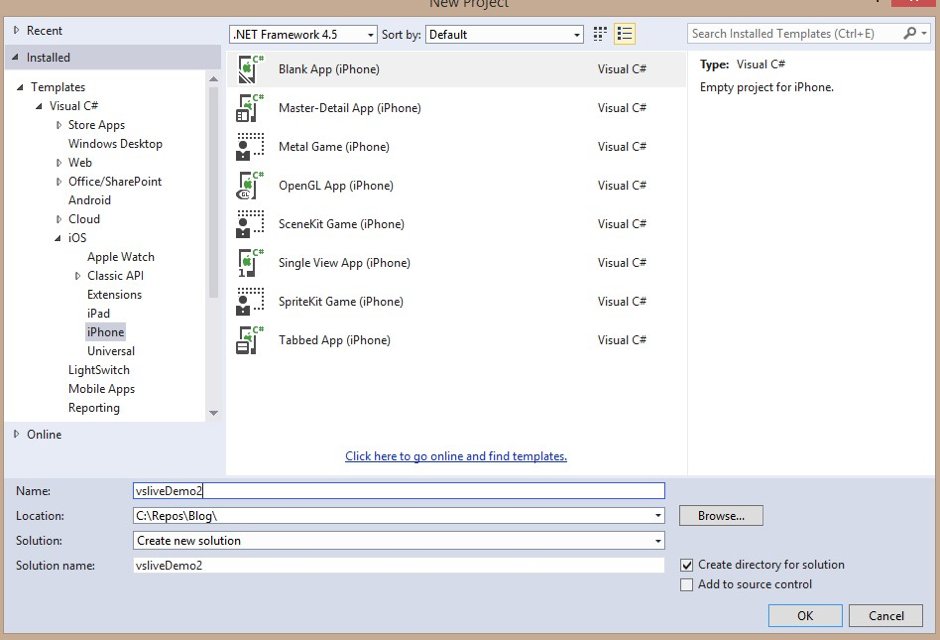 New Project
Recent
Installed
Templates
Visual C#
Store Apps
Windows Desktop
Web
Office/SharePoint
Android
Cloud
iOS
Apple Watch
Classic API
Extensions
iPad
iPhone
Universal
LightSwitch
Mobile Apps
Reporting
Online
.NET Framework 4.5 Sort by: Default
Blank App (iPhone) Visual C#
Master-Detail App (iPhone) Visual C#
Metal Game (iPhone) Visual C#
OpenGL App (iPhone) Visual C#
SceneKit Game (iPhone) Visual C#
Single View App (iPhone) Visual C#
SpriteKit Game (iPhone) Visual C#
Tabbed App (iPhone) Visual C#
Click here to go online and find templates.
Search Installed Templates (Ctrl+E)
Type: Visual C#
Empty project for iPhone.
Name: vsliveDemo2
Location: C:\Repos\Blog\ Browse...
Solution: Create new solution
Solution name: vsliveDemo2
Create directory for solution
Add to source control
OK Cancel